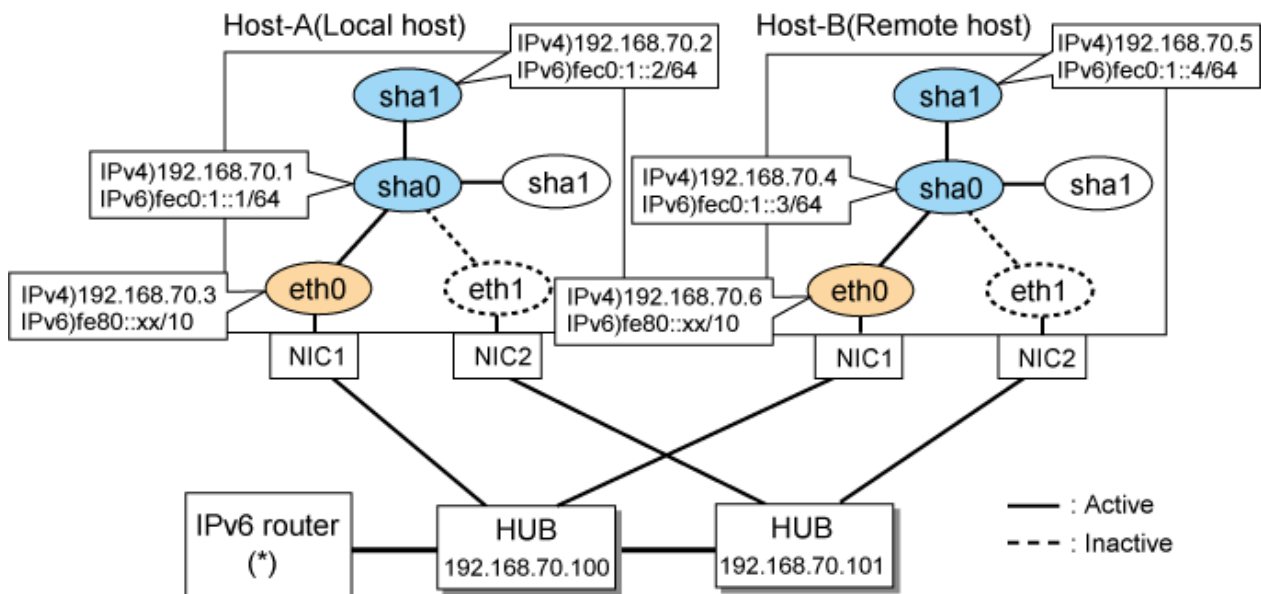 Host-A(Local host)
Host-B(Remote host)
IPv4)192.168.70.2
IPv6)fec0:1::2/64
IPv4)192.168.70.5
IPv6)fec0:1::4/64
sha1
sha1
IPv4)192.168.70.1
IPv6)fec0:1::1/64
sha0
sha1
IPv4)192.168.70.4
IPv6)fec0:1::3/64
sha0
sha1
IPv4)192.168.70.3
IPv6)fe80::xx/10
eth0
eth1
IPv4)192.168.70.6
IPv6)fe80::xx/10
eth0
eth1
NIC1
NIC2
NIC1
NIC2
IPv6 router
(*)
HUB
192.168.70.100
HUB
192.168.70.101
: Active
: Inactive